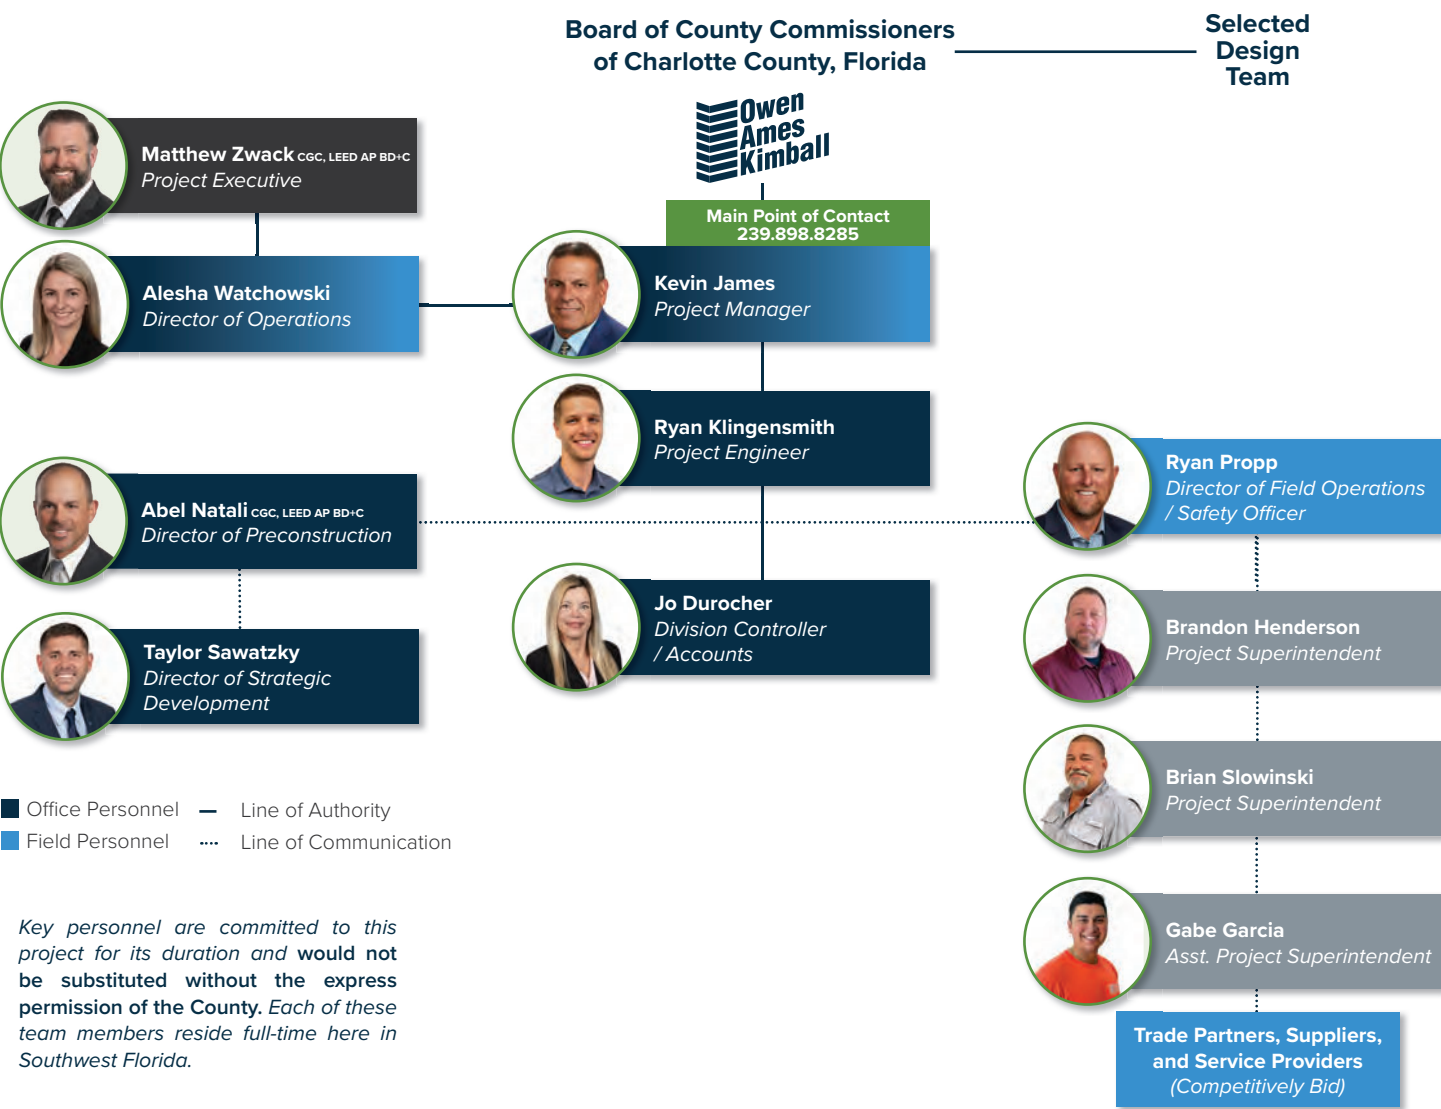 Board of County Commissioners
of Charlotte County, Florida
Selected
Design
Team
Owen
Ames
Kimball
Matthew Zwack CGC, LEED AP BD+C
Project Executive
Main Point of Contact
239.898.8285
Alesha Watchowski
Director of Operations
Kevin James
Project Manager
Ryan Klingensmith
Project Engineer
Ryan Propp
Director of Field Operations
/ Safety Officer
Abel Natali CGC, LEED AP BD+C
Director of Preconstruction
Jo Durocher
Division Controller
/ Accounts
Brandon Henderson
Project Superintendent
Taylor Sawatzky
Director of Strategic
Development
Brian Slowinski
Project Superintendent
Office Personnel
Line of Authority
Field Personnel
Line of Communication
Gabe Garcia
Asst. Project Superintendent
Key personnel are committed to this
project for its duration and would not
be substituted without the express
permission of the County. Each of these
team members reside full-time here in
Southwest Florida.
Trade Partners, Suppliers,
and Service Providers
(Competitively Bid)